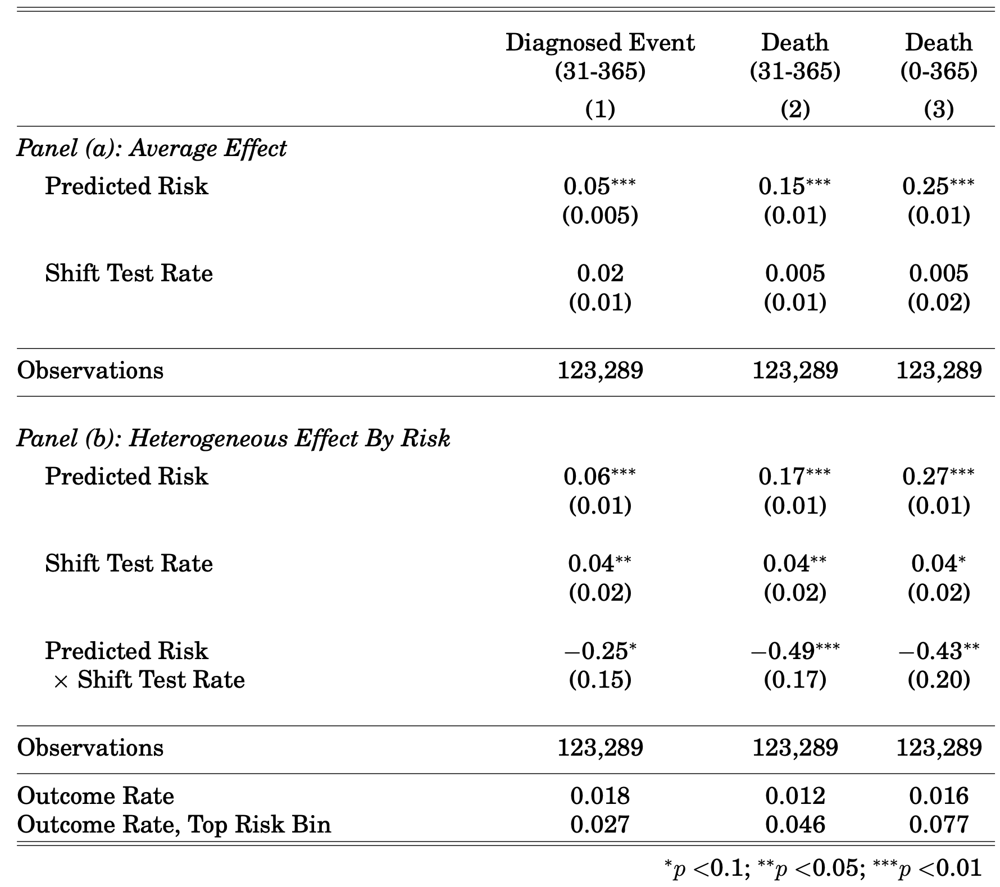 Diagnosed Event Death Death
(31-365) (31-365) (0-365)
(1) (2) (3)
Panel (a): Average Effect
Predicted Risk 0.05*** 0.15*** 0.25***
(0.005) (0.01) (0.01)
Shift Test Rate 0.02 0.005 0.005
(0.01) (0.01) (0.02)
Observations 123,289 123,289 123,289
Panel (b): Heterogeneous Effect By Risk
Predicted Risk 0.06*** 0.17*** 0.27***
(0.01) (0.01) (0.01)
Shift Test Rate 0.04** 0.04** 0.04*
(0.02) (0.02) (0.02)
Predicted Risk −0.25* −0.49*** −0.43**
× Shift Test Rate (0.15) (0.17) (0.20)
Observations 123,289 123,289 123,289
Outcome Rate 0.018 0.012 0.016
Outcome Rate, Top Risk Bin 0.027 0.046 0.077
*p <0.1; **p <0.05; ***p <0.01